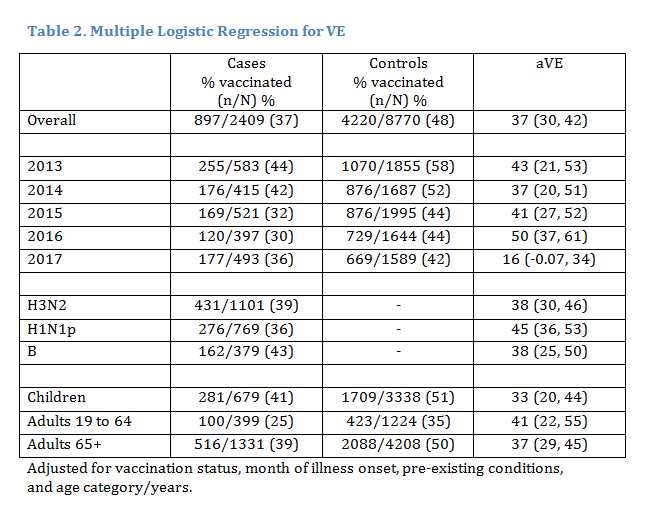 Table 2. Multiple Logistic Regression for VE
Cases Controls aVE
% vaccinated % vaccinated
(n/N) % (n/N) %
Overall 897/2409 (37) 4220/8770 (48) 37 (30, 42)
2013 255/583 (44) 1070/1855 (58) 43 (21, 53)
2014 176/415 (42) 876/1687 (52) 37 (20, 51)
2015 169/521 (32) 876/1995 (44) 41 (27, 52)
2016 120/397 (30) 729/1644 (44) 50 (37, 61)
2017 177/493 (36) 669/1589 (42) 16 (-0.07, 34)
H3N2 431/1101 (39) - 38 (30, 46)
H1N1p 276/769 (36) - 45 (36, 53)
B 162/379 (43) - 38 (25, 50)
Children 281/679 (41) 1709/3338 (51) 33 (20, 44)
Adults 19 to 64 100/399 (25) 423/1224 (35) 41 (22, 55)
Adults 65+ 516/1331 (39) 2088/4208 (50) 37 (29, 45)
Adjusted for vaccination status, month of illness onset, pre-existing conditions,
and age category/years.